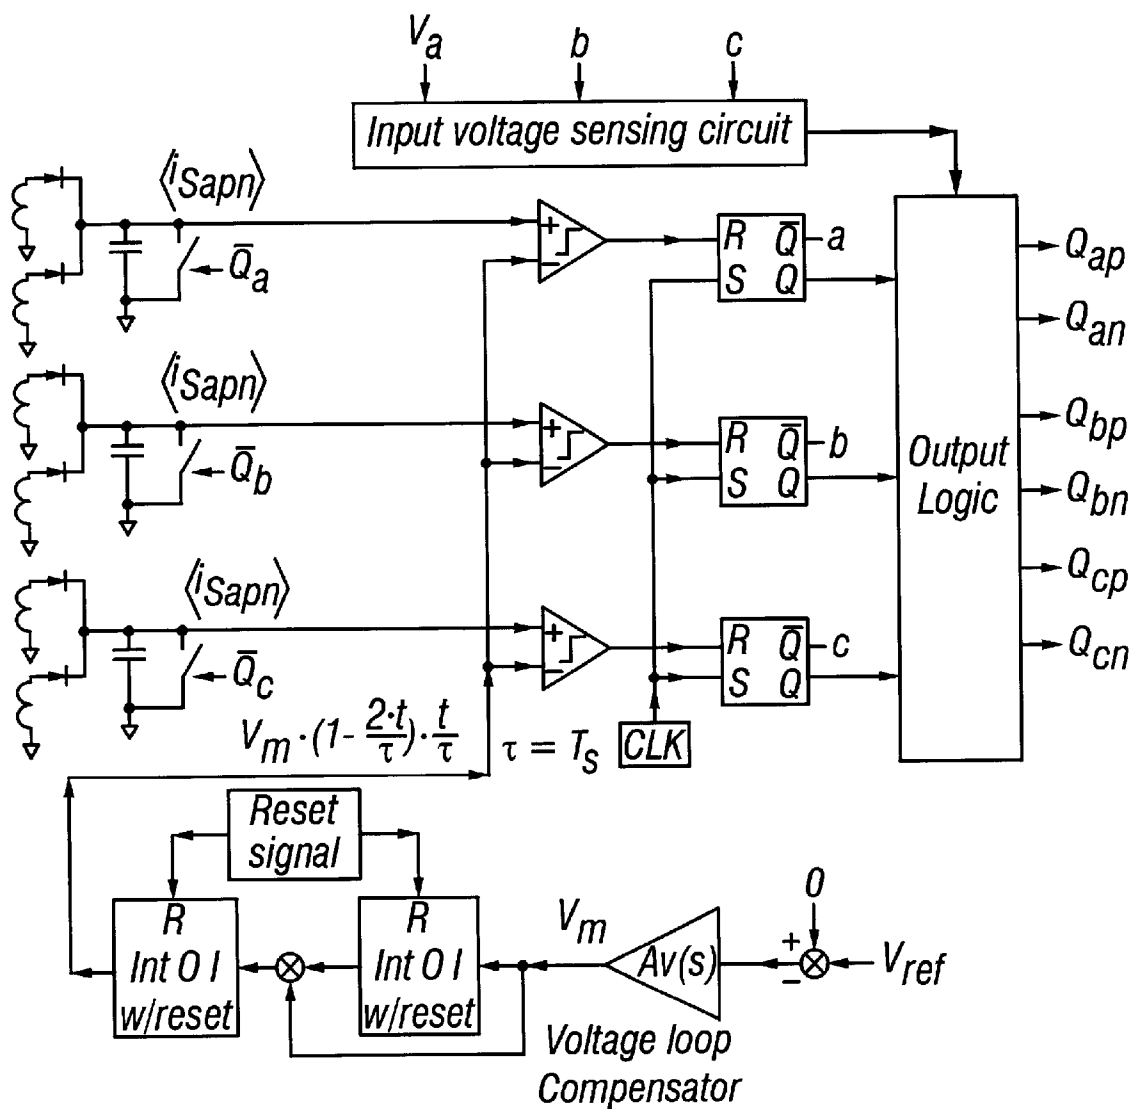 Va b c
Input voltage sensing circuit
⟨iSapn⟩
+
−
R Q̅ a
S Q
Q̅a
Qap
Qan
⟨iSapn⟩
+
−
R Q̅ b
S Q
Q̅b
Qbp
Qbn
Output
Logic
⟨iSapn⟩
+
−
R Q̅ c
S Q
Q̅c
Qcp
Qcn
Vm·(1-2·t/τ)·t/τ
τ = Ts
CLK
Reset
signal
R
Int O I
w/reset
R
Int O I
w/reset
Vm
Av(s)
0
+
−
Vref
Voltage loop
Compensator